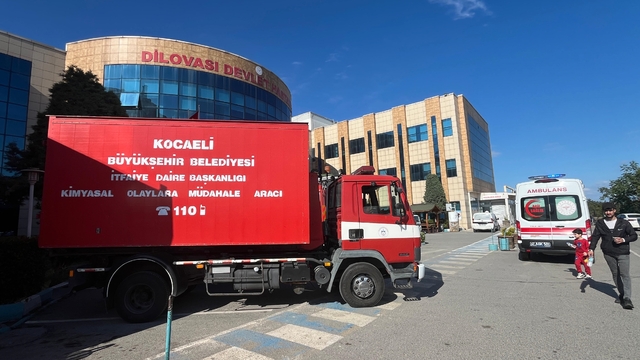 DİLOVASI DEVLET
KOCAELİ
BÜYÜKŞEHİR BELEDİYESİ
İTFAİYE DAİRE BAŞKANLIĞI
KİMYASAL OLAYLARA MÜDAHALE ARACI
110
AMBULANS